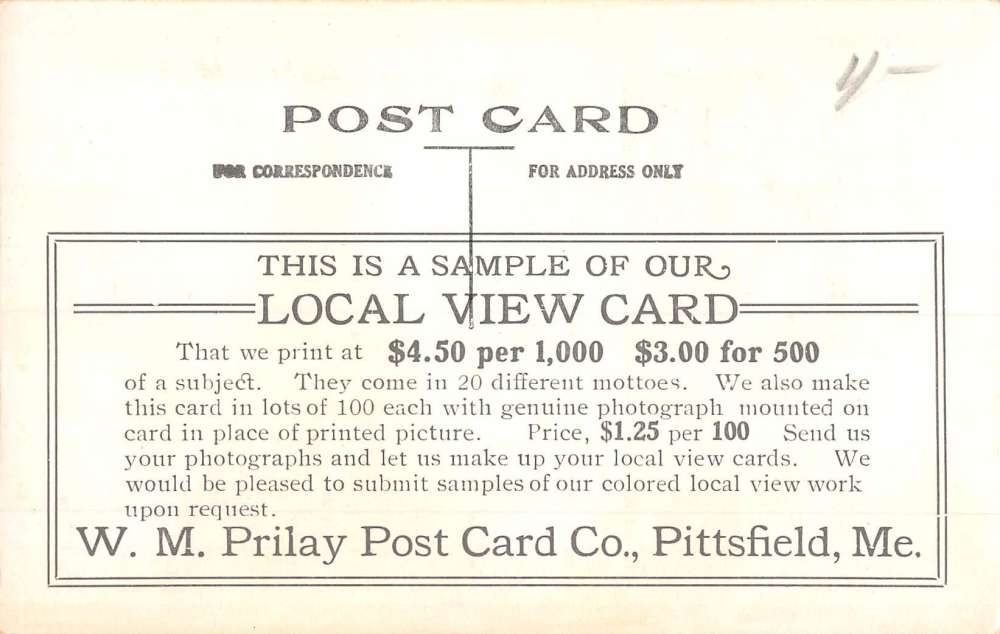 POST CARD
FOR CORRESPONDENCE
FOR ADDRESS ONLY
THIS IS A SAMPLE OF OUR
LOCAL VIEW CARD
That we print at $4.50 per 1,000 $3.00 for 500
of a subject. They come in 20 different mottoes. We also make
this card in lots of 100 each with genuine photograph mounted on
card in place of printed picture. Price, $1.25 per 100 Send us
your photographs and let us make up your local view cards. We
would be pleased to submit samples of our colored local view work
upon request.
W. M. Prilay Post Card Co., Pittsfield, Me.